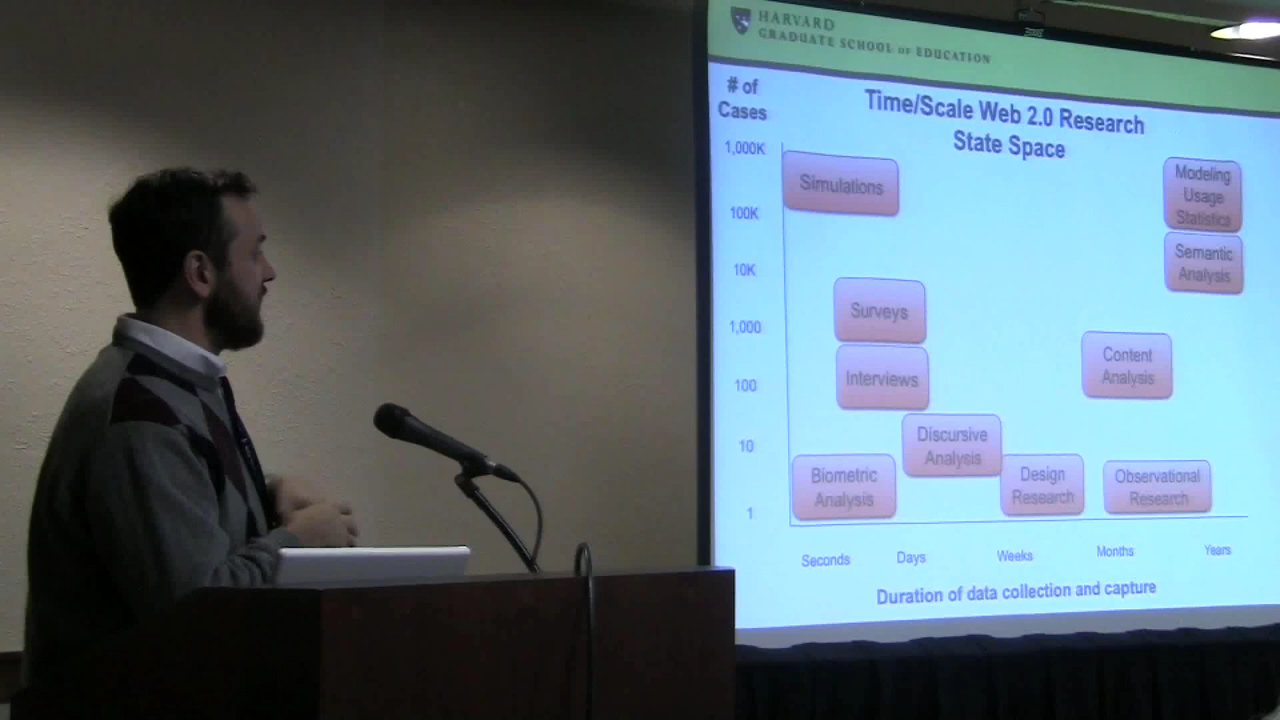 HARVARD
GRADUATE SCHOOL OF EDUCATION
# of
Cases
Time/Scale Web 2.0 Research
State Space
1,000K
100K
10K
1,000
100
10
1
Simulations
Modeling
Usage
Statistics
Semantic
Analysis
Surveys
Interviews
Content
Analysis
Discursive
Analysis
Biometric
Analysis
Design
Research
Observational
Research
Seconds
Days
Weeks
Months
Years
Duration of data collection and capture